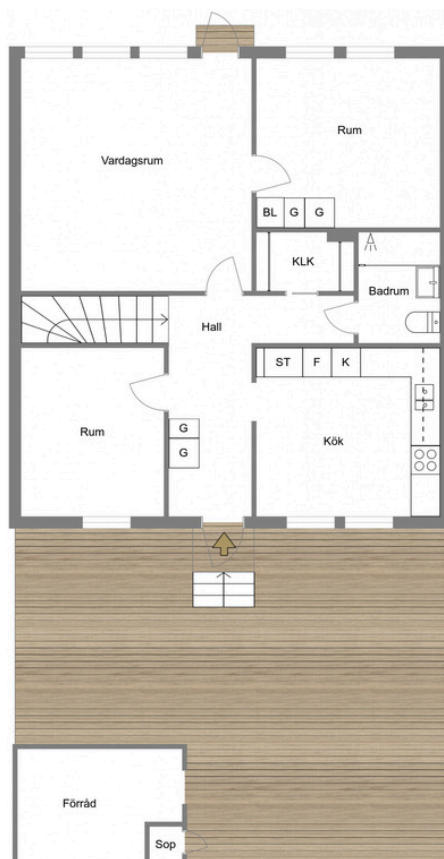 Vardagsrum
Rum
BL G G
KLK
Badrum
Hall
ST F K
Rum
G
G
Kök
Förråd
Sop